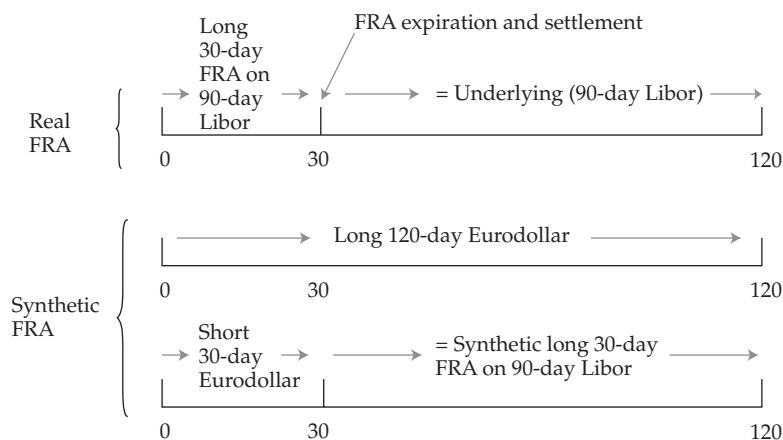 Long
30-day
FRA on
90-day
Libor
FRA expiration and settlement
= Underlying (90-day Libor)
Real
FRA
0
30
120
Long 120-day Eurodollar
0
30
120
Synthetic
FRA
Short
30-day
Eurodollar
= Synthetic long 30-day
FRA on 90-day Libor
0
30
120